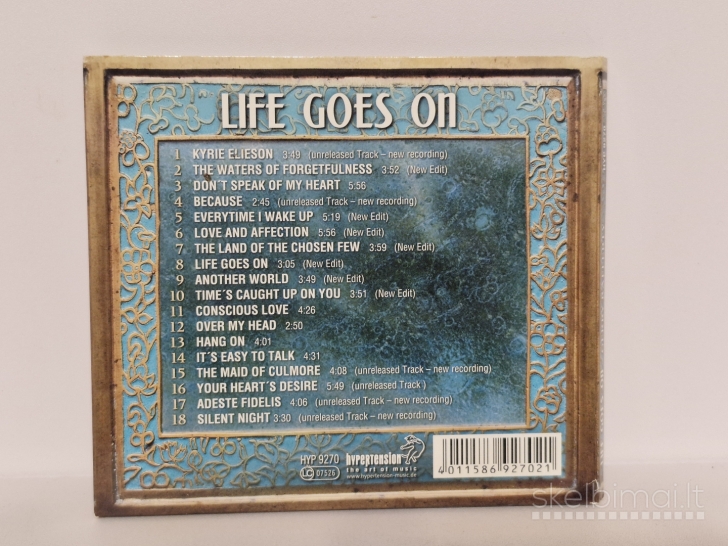 LIFE GOES ON
1 KYRIE ELIESON 3:49 (unreleased Track – new recording)
2 THE WATERS OF FORGETFULNESS 3:52 (New Edit)
3 DON´T SPEAK OF MY HEART 5:56
4 BECAUSE 2:45 (unreleased Track – new recording)
5 EVERYTIME I WAKE UP 5:19 (New Edit)
6 LOVE AND AFFECTION 5:56 (New Edit)
7 THE LAND OF THE CHOSEN FEW 3:59 (New Edit)
8 LIFE GOES ON 3:05 (New Edit)
9 ANOTHER WORLD 3:49 (New Edit)
10 TIME´S CAUGHT UP ON YOU 3:51 (New Edit)
11 CONSCIOUS LOVE 4:26
12 OVER MY HEAD 2:50
13 HANG ON 4:01
14 IT´S EASY TO TALK 4:31
15 THE MAID OF CULMORE 4:08 (unreleased Track – new recording)
16 YOUR HEART´S DESIRE 5:49 (unreleased Track )
17 ADESTE FIDELIS 4:06 (unreleased Track – new recording)
18 SILENT NIGHT 3:30 (unreleased Track – new recording)
HYP 9270
LC 07526
hypertension
the art of music
www.hypertension-music.de
4 011586 927021
skelbimai.lt